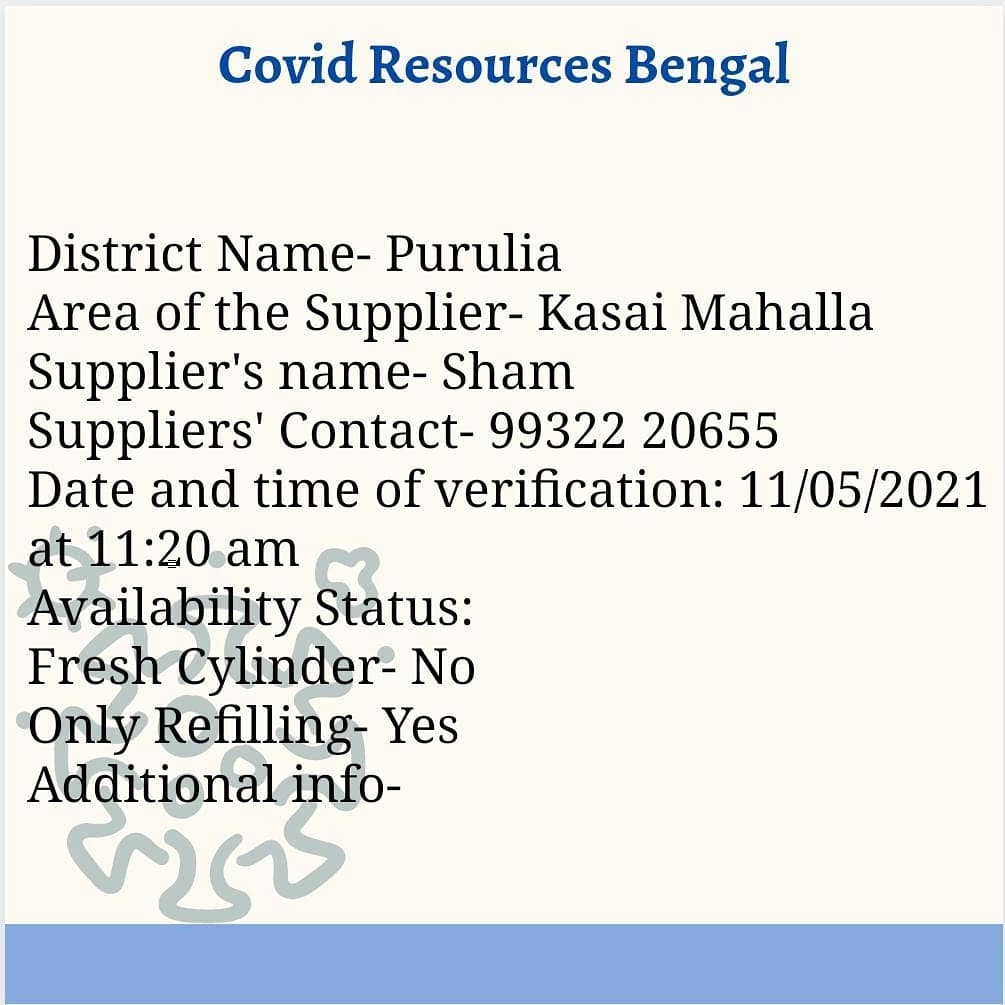 Covid Resources Bengal
District Name- Purulia
Area of the Supplier- Kasai Mahalla
Supplier's name- Sham
Suppliers' Contact- 99322 20655
Date and time of verification: 11/05/2021
at 11:20 am
Availability Status:
Fresh Cylinder- No
Only Refilling- Yes
Additional info-